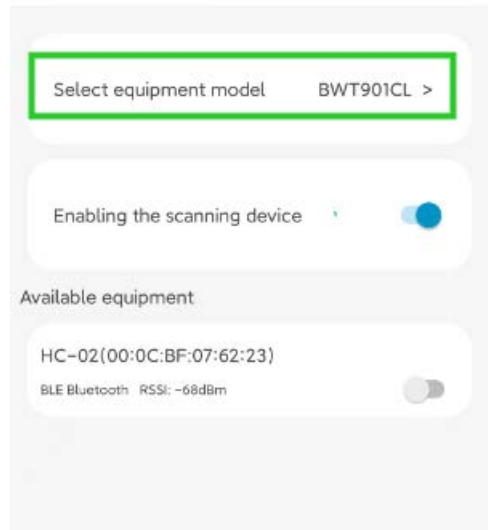 Select equipment model BWT901CL >
Enabling the scanning device
Available equipment
HC-02(00:0C:BF:07:62:23)
BLE Bluetooth RSSI: -68dBm